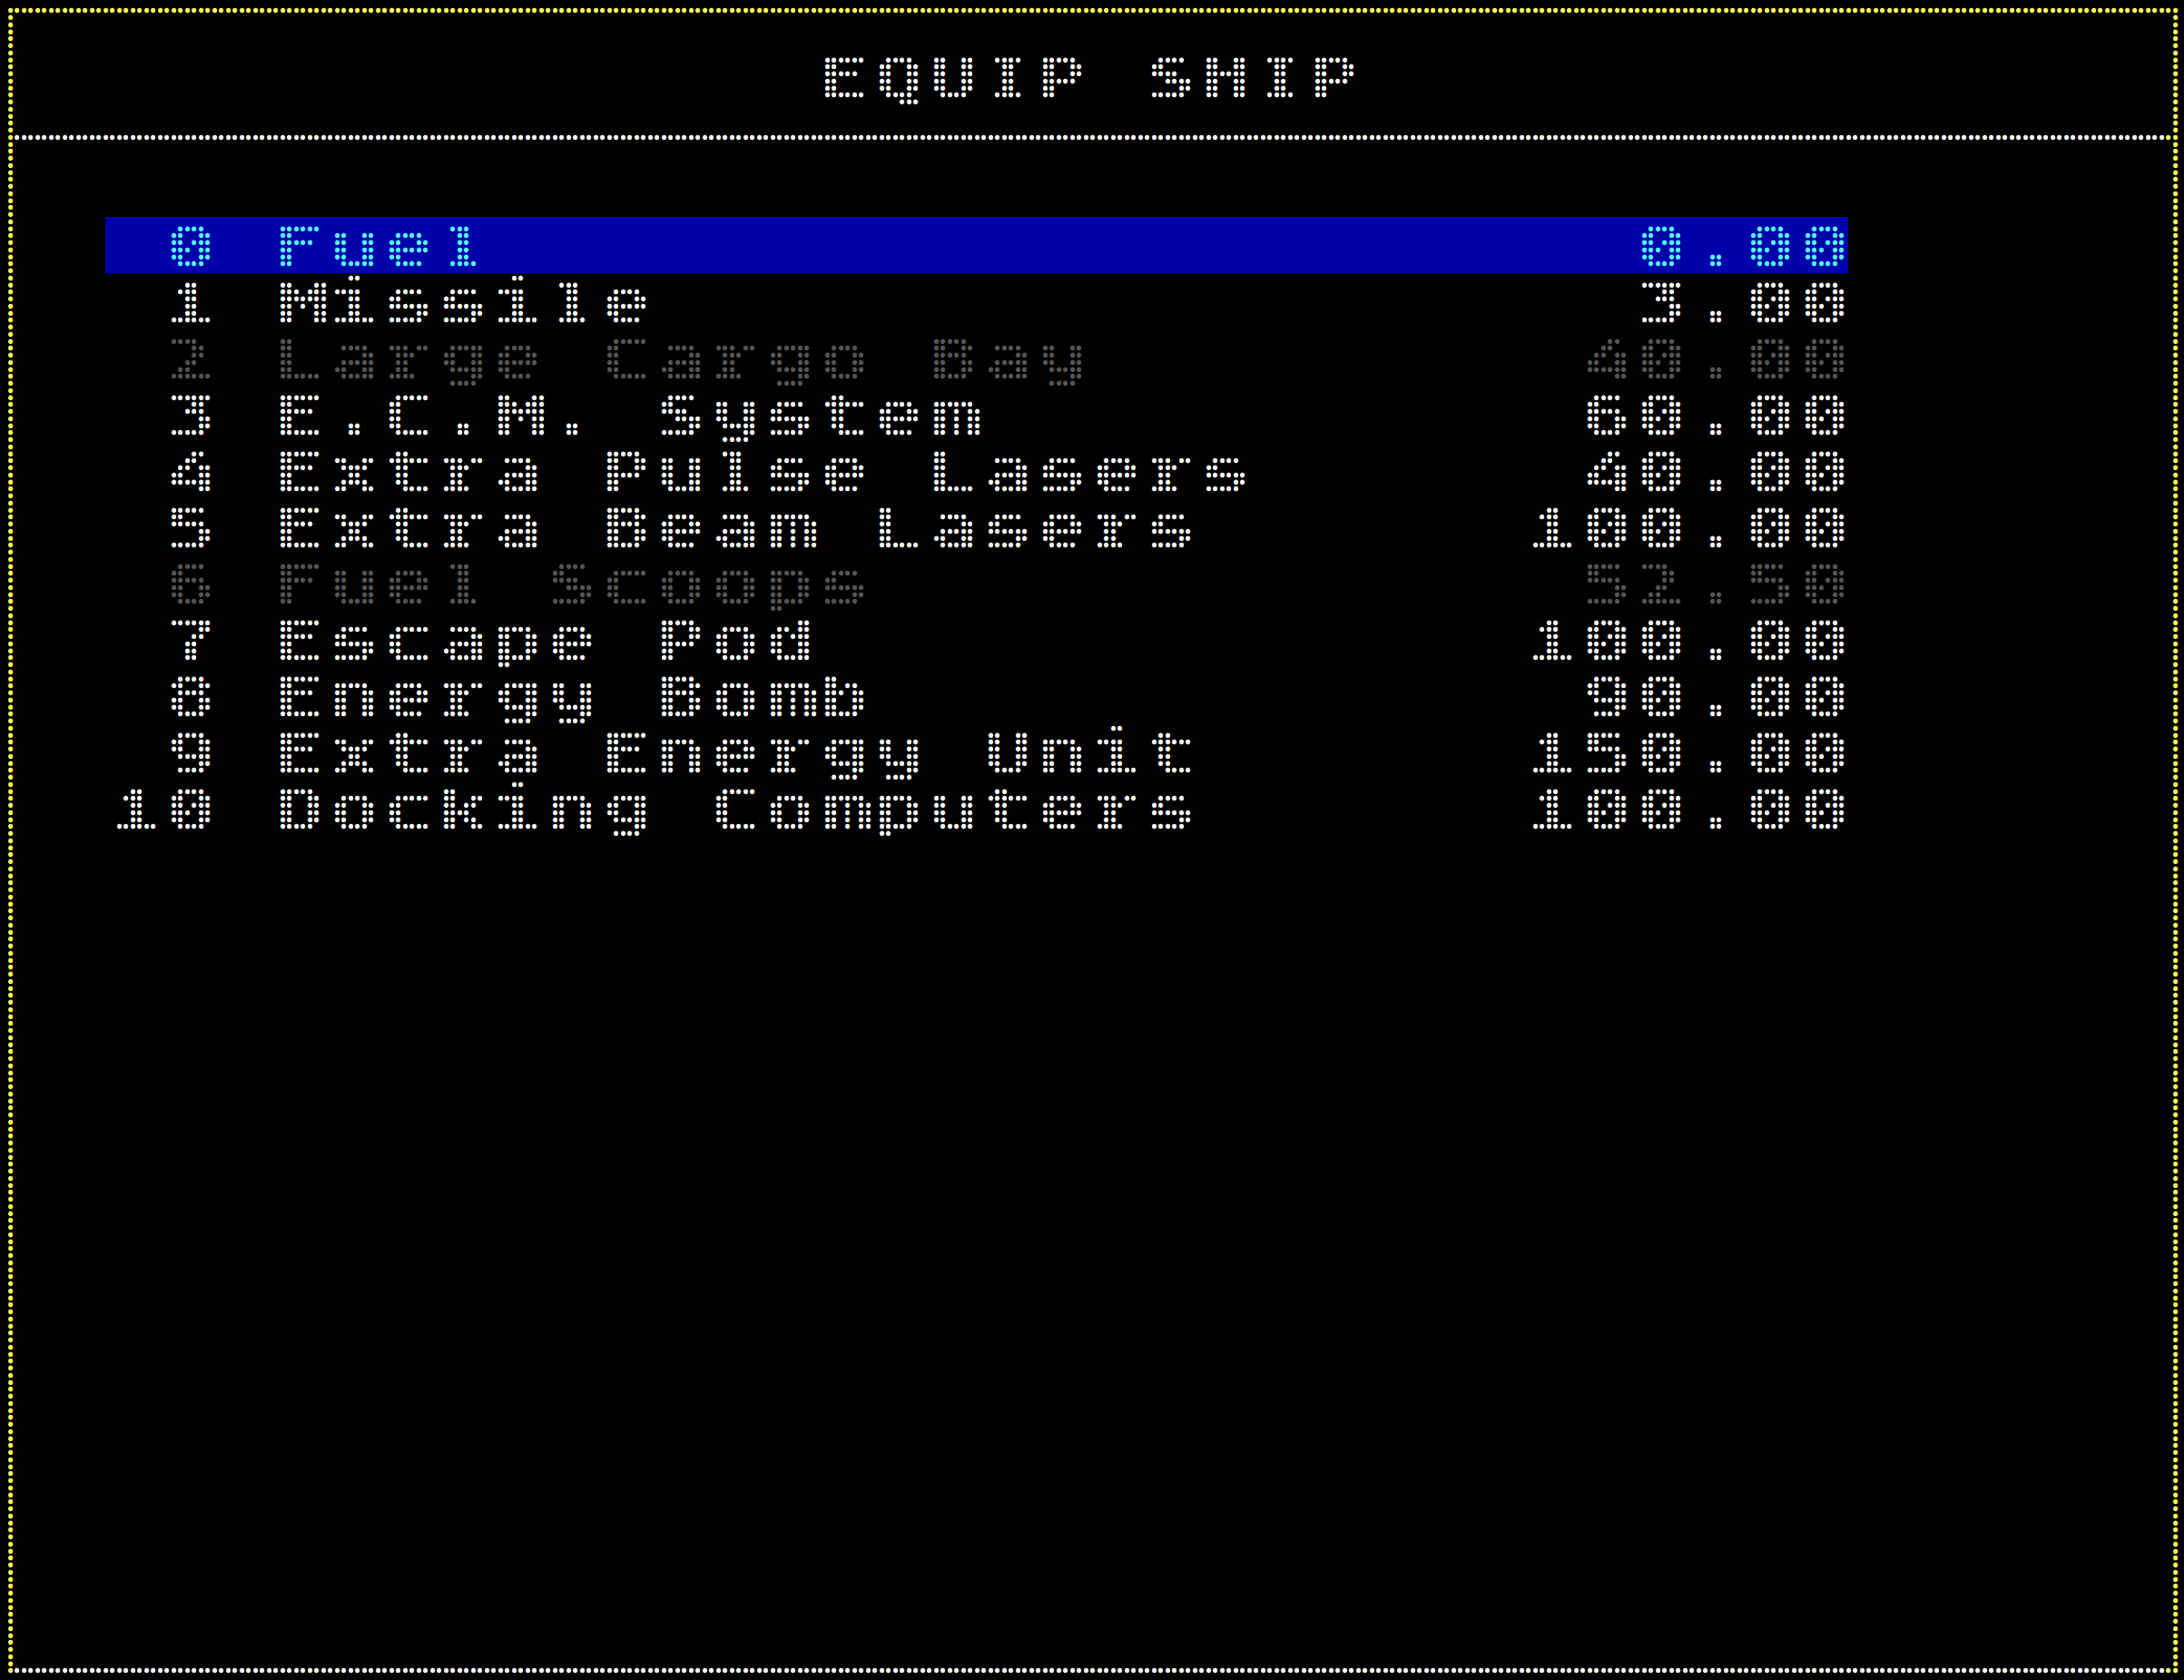 EQUIP SHIP
0 Fuel 0.00
1 Missile 3.00
2 Large Cargo Bay 40.00
3 E.C.M. System 60.00
4 Extra Pulse Lasers 40.00
5 Extra Beam Lasers 100.00
6 Fuel Scoops 52.50
7 Escape Pod 100.00
8 Energy Bomb 90.00
9 Extra Energy Unit 150.00
10 Docking Computers 100.00